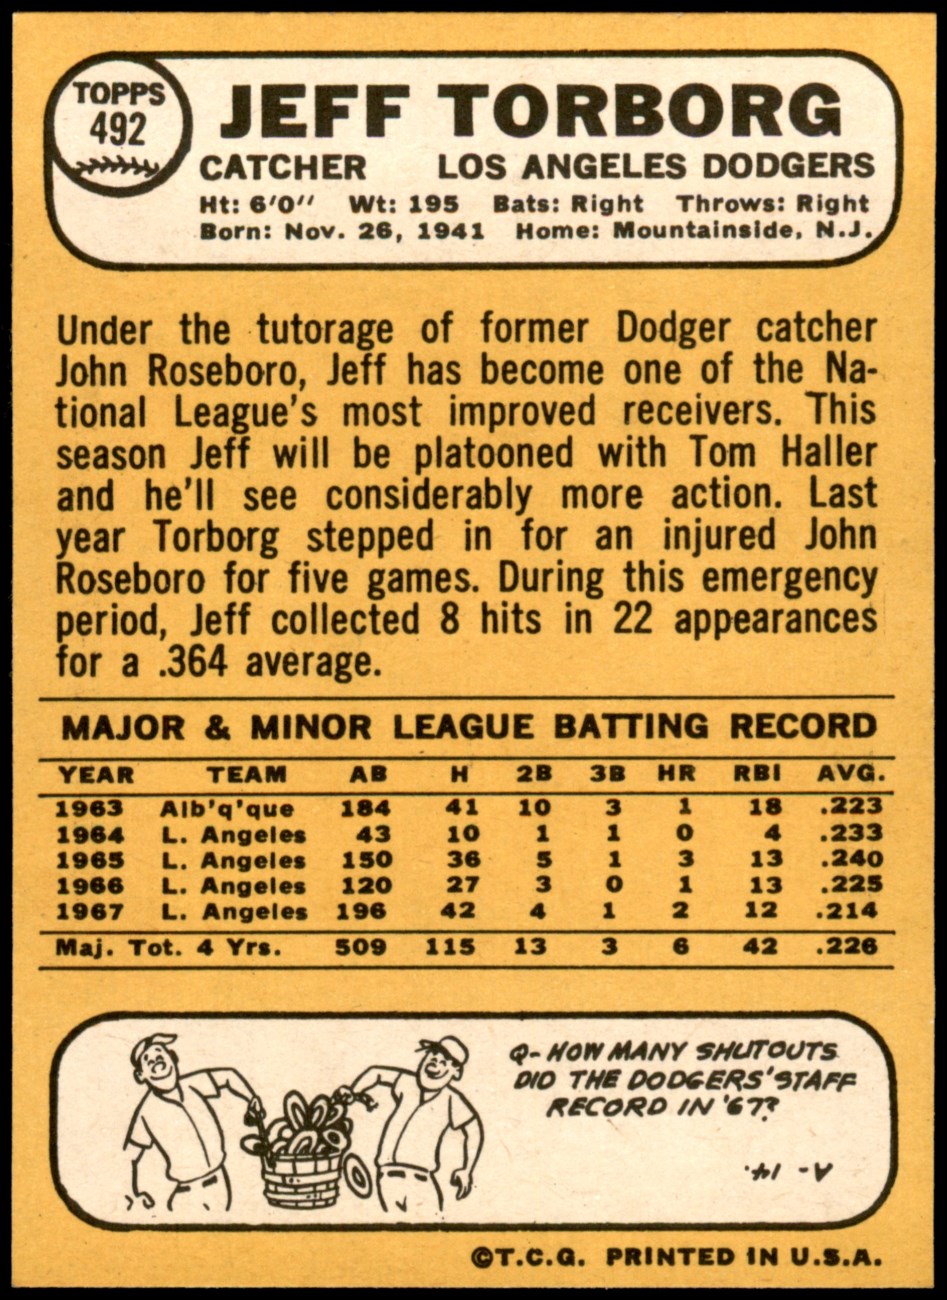 TOPPS
492
JEFF TORBORG
CATCHER LOS ANGELES DODGERS
Ht: 6'0" Wt: 195 Bats: Right Throws: Right
Born: Nov. 26, 1941 Home: Mountainside, N.J.
Under the tutorage of former Dodger catcher
John Roseboro, Jeff has become one of the Na-
tional League's most improved receivers. This
season Jeff will be platooned with Tom Haller
and he'll see considerably more action. Last
year Torborg stepped in for an injured John
Roseboro for five games. During this emergency
period, Jeff collected 8 hits in 22 appearances
for a .364 average.
MAJOR & MINOR LEAGUE BATTING RECORD
YEAR TEAM AB H 2B 3B HR RBI AVG.
1963 Alb'q'que 184 41 10 3 1 18 .223
1964 L. Angeles 43 10 1 1 0 4 .233
1965 L. Angeles 150 36 5 1 3 13 .240
1966 L. Angeles 120 27 3 0 1 13 .225
1967 L. Angeles 196 42 4 1 2 12 .214
Maj. Tot. 4 Yrs. 509 115 13 3 6 42 .226
Q- HOW MANY SHUTOUTS
DID THE DODGERS' STAFF
RECORD IN '67?
A- 14.
©T.C.G. PRINTED IN U.S.A.